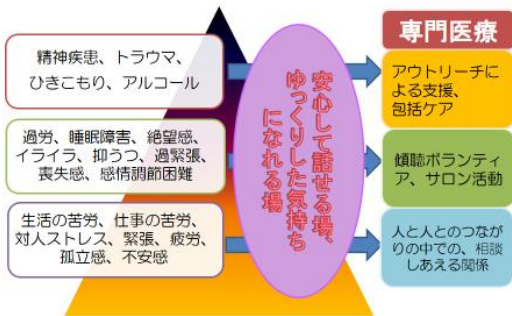 精神疾患、トラウマ、
ひきこもり、アルコール
過労、睡眠障害、絶望感、
イライラ、抑うつ、過緊張、
喪失感、感情調節困難
生活の苦労、仕事の苦労、
対人ストレス、緊張、疲労、
孤立感、不安感
安心して話せる場、
ゆっくりした気持ち
になれる場
専門医療
アウトリーチに
よる支援、
包括ケア
傾聴ボランティ
ア、サロン活動
人と人とのつなが
りの中での、相談
しあえる関係